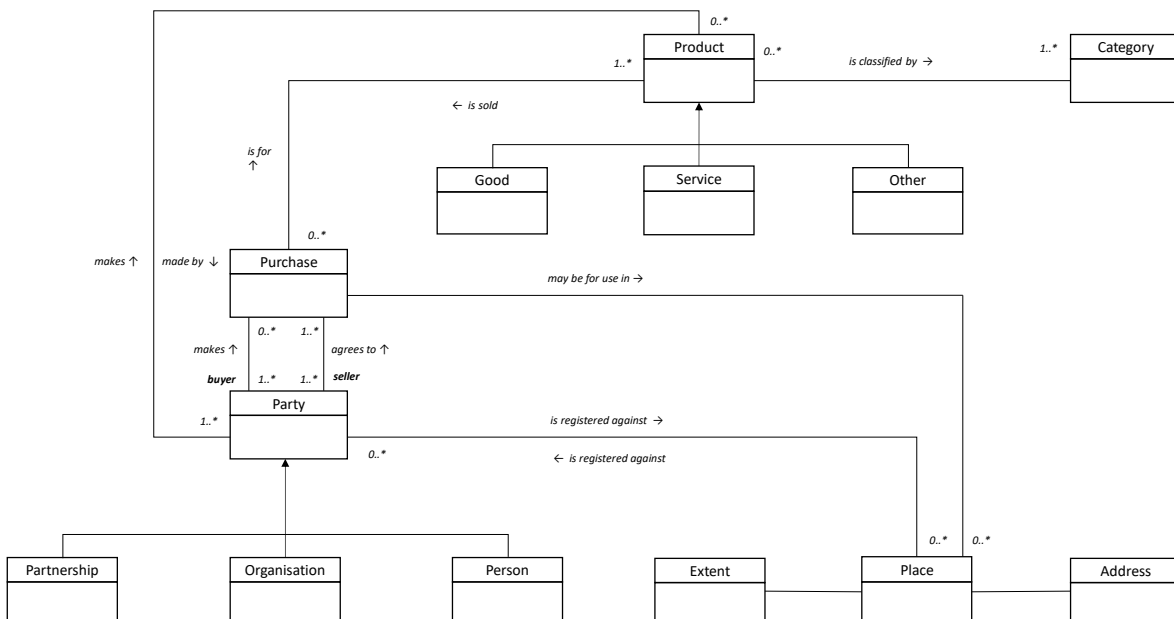 0..*
Product
0..*
1..*
Category
1..*
is classified by →
← is sold
is for
↑
Good
Service
Other
0..*
makes ↑
made by ↓
Purchase
may be for use in →
0..*
1..*
makes ↑
agrees to ↑
buyer
1..*
1..*
seller
Party
1..*
is registered against →
0..*
← is registered against
0..*
0..*
Partnership
Organisation
Person
Extent
Place
Address